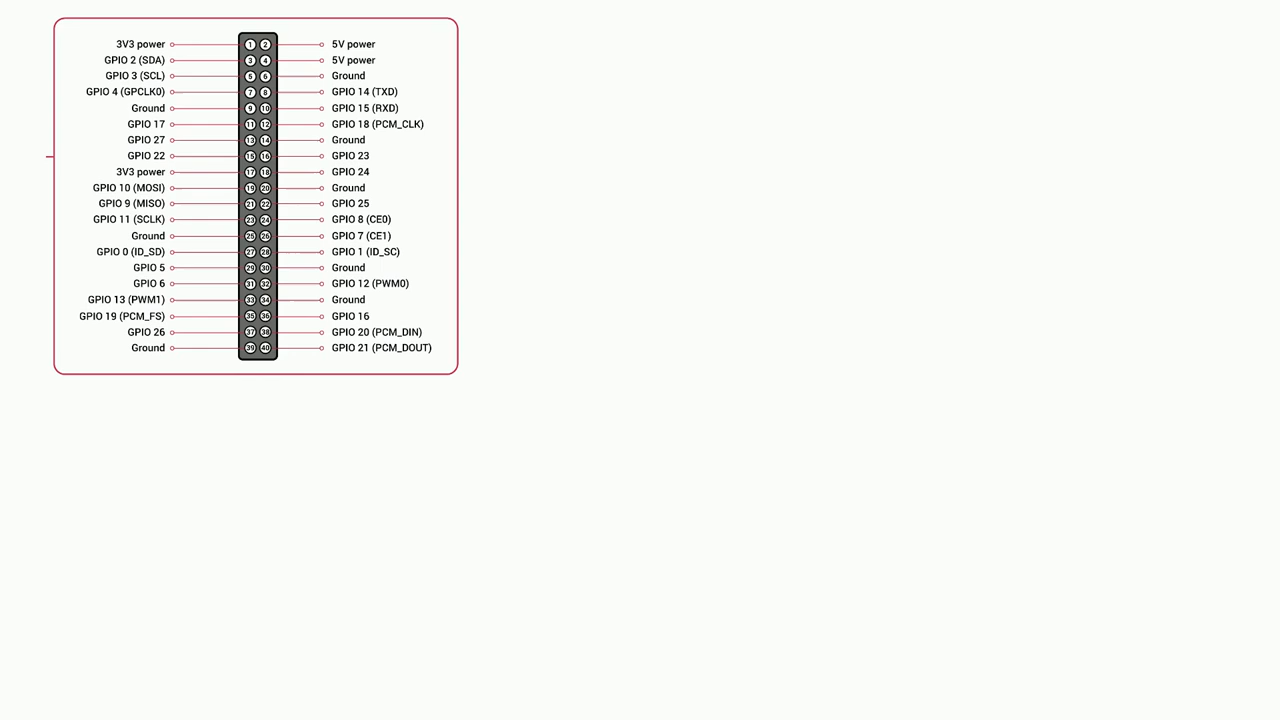 3V3 power 1 2 5V power
GPIO 2 (SDA) 3 4 5V power
GPIO 3 (SCL) 5 6 Ground
GPIO 4 (GPCLK0) 7 8 GPIO 14 (TXD)
Ground 9 10 GPIO 15 (RXD)
GPIO 17 11 12 GPIO 18 (PCM_CLK)
GPIO 27 13 14 Ground
GPIO 22 15 16 GPIO 23
3V3 power 17 18 GPIO 24
GPIO 10 (MOSI) 19 20 Ground
GPIO 9 (MISO) 21 22 GPIO 25
GPIO 11 (SCLK) 23 24 GPIO 8 (CE0)
Ground 25 26 GPIO 7 (CE1)
GPIO 0 (ID_SD) 27 28 GPIO 1 (ID_SC)
GPIO 5 29 30 Ground
GPIO 6 31 32 GPIO 12 (PWM0)
GPIO 13 (PWM1) 33 34 Ground
GPIO 19 (PCM_FS) 35 36 GPIO 16
GPIO 26 37 38 GPIO 20 (PCM_DIN)
Ground 39 40 GPIO 21 (PCM_DOUT)